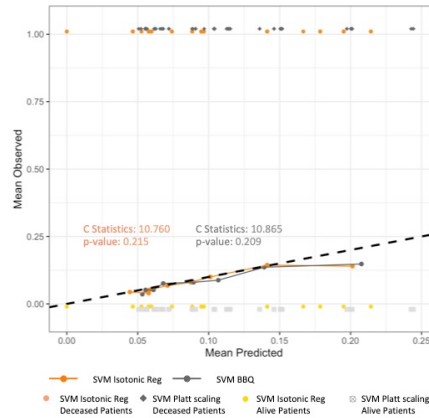 1.00
0.75
0.50
0.25
0.00
Mean Observed
C Statistics: 10.760
p-value: 0.215
C Statistics: 10.865
p-value: 0.209
0.00 0.05 0.10 0.15 0.20 0.25
Mean Predicted
SVM Isotonic Reg
SVM BBQ
SVM Isotonic Reg
Deceased Patients
SVM Platt scaling
Deceased Patients
SVM Isotonic Reg
Alive Patients
SVM Platt scaling
Alive Patients